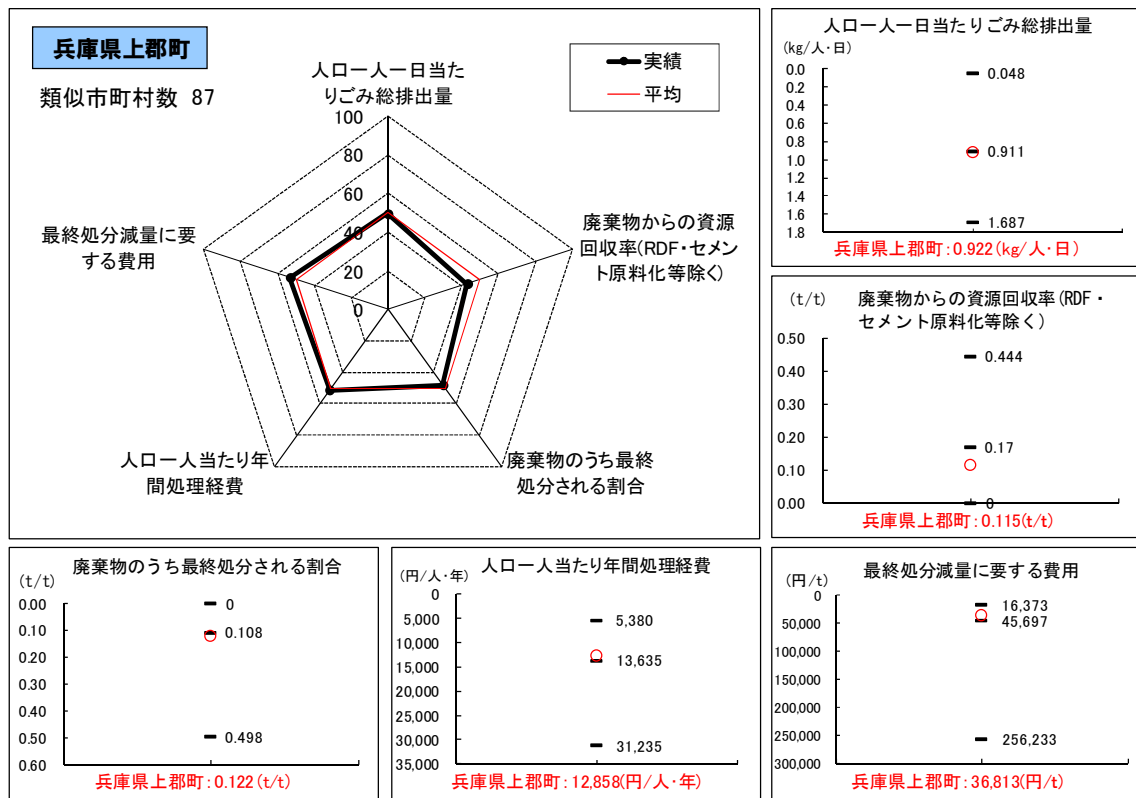 兵庫県上郡町
類似市町村数 87
実績
平均
人口一人一日当た
りごみ総排出量
廃棄物からの資源
回収率(RDF・セメン
ト原料化等除く)
廃棄物のうち最終
処分される割合
人口一人当たり年
間処理経費
最終処分減量に要
する費用
100
80
60
40
20
0
人口一人一日当たりごみ総排出量
(kg/人・日)
0.0
0.2
0.4
0.6
0.8
1.0
1.2
1.4
1.6
1.8
0.048
0.911
1.687
兵庫県上郡町:0.922(kg/人・日)
(t/t)
廃棄物からの資源回収率(RDF・
セメント原料化等除く)
0.50
0.40
0.30
0.20
0.10
0.00
0.444
0.17
0
兵庫県上郡町:0.115(t/t)
廃棄物のうち最終処分される割合
(t/t)
0.00
0.10
0.20
0.30
0.40
0.50
0.60
0
0.108
0.498
兵庫県上郡町:0.122(t/t)
人口一人当たり年間処理経費
(円/人・年)
0
5,000
10,000
15,000
20,000
25,000
30,000
35,000
5,380
13,635
31,235
兵庫県上郡町:12,858(円/人・年)
最終処分減量に要する費用
(円/t)
0
50,000
100,000
150,000
200,000
250,000
300,000
16,373
45,697
256,233
兵庫県上郡町:36,813(円/t)